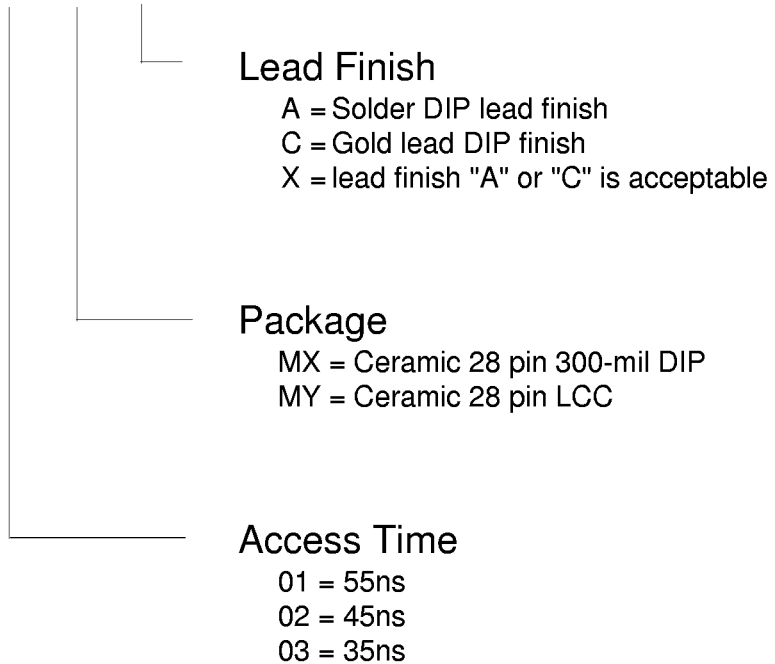 Lead Finish
A = Solder DIP lead finish
C = Gold lead DIP finish
X = lead finish "A" or "C" is acceptable
Package
MX = Ceramic 28 pin 300-mil DIP
MY = Ceramic 28 pin LCC
Access Time
01 = 55ns
02 = 45ns
03 = 35ns